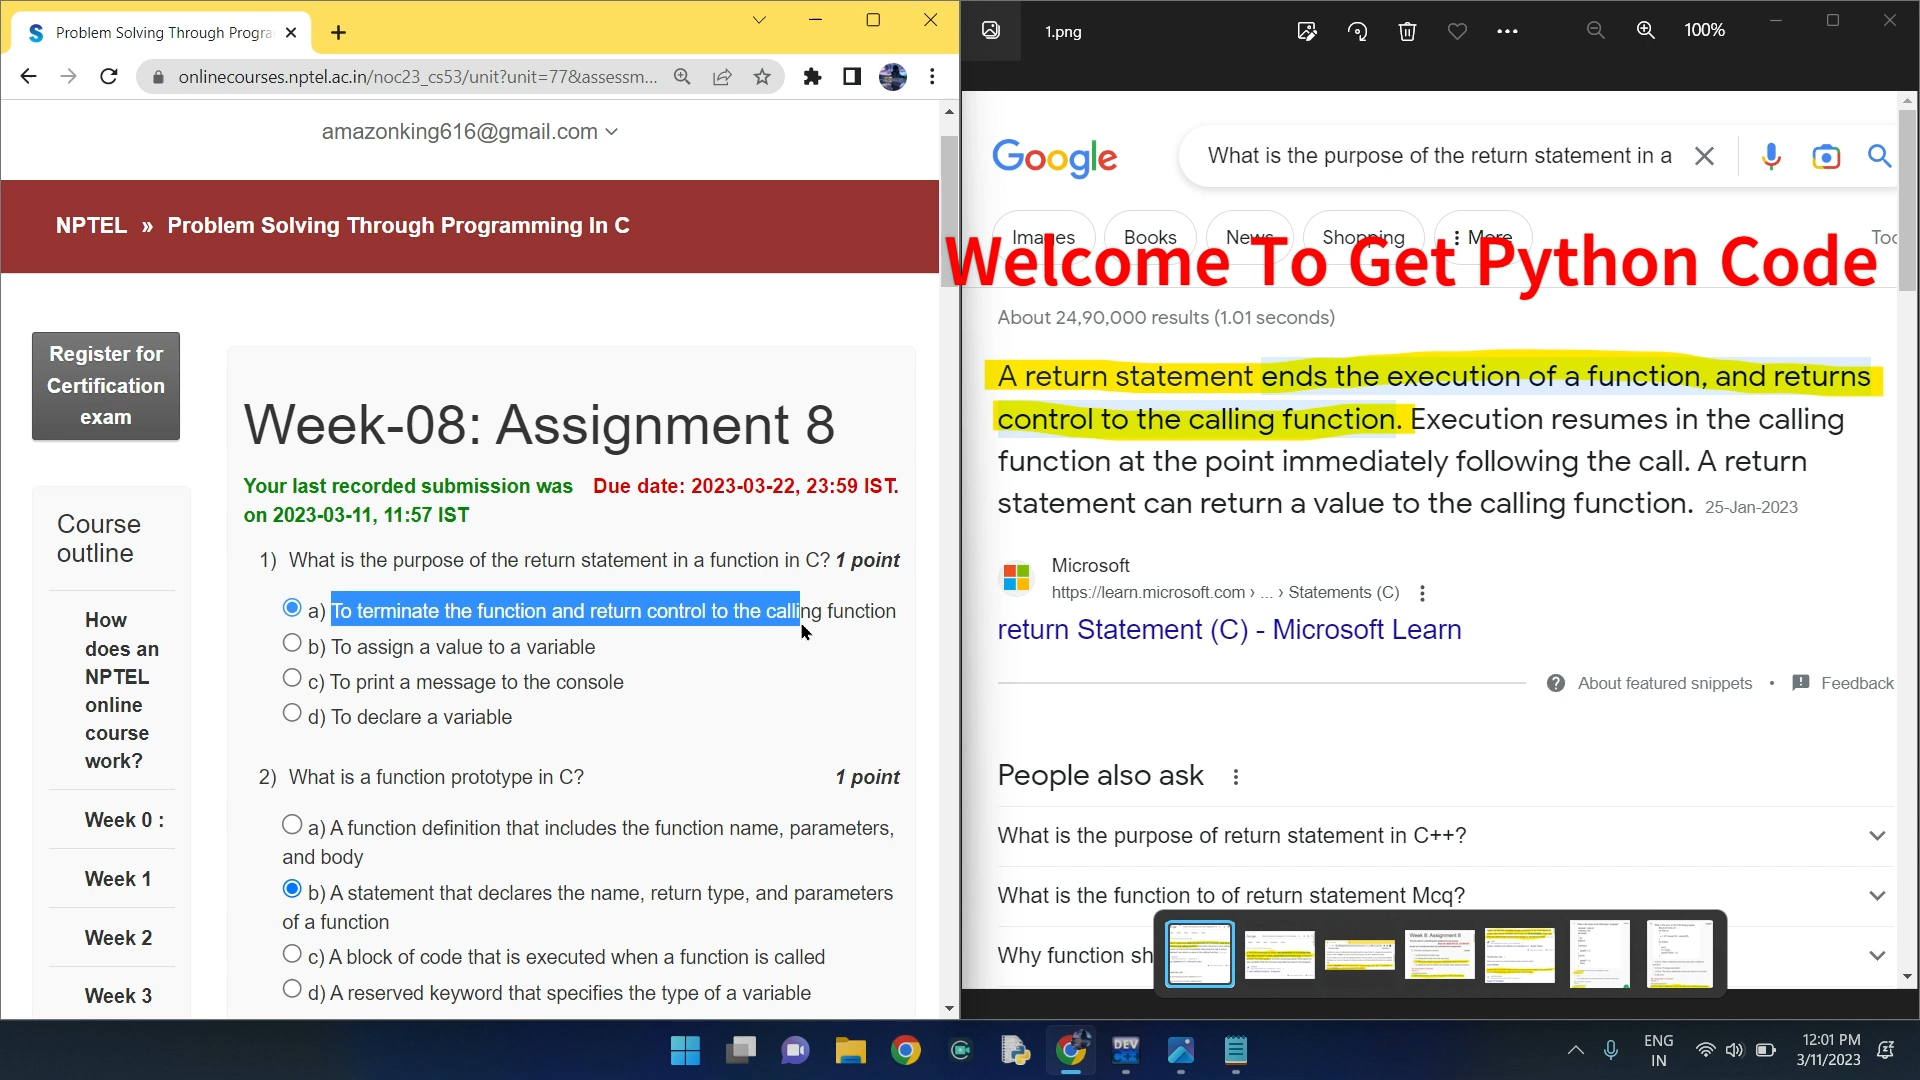 Problem Solving Through Progra
onlinecourses.nptel.ac.in/noc23_cs53/unit?unit=77&assessm...
amazonking616@gmail.com
NPTEL » Problem Solving Through Programming In C
Register for
Certification
exam
Course
outline
How
does an
NPTEL
online
course
work?
Week 0 :
Week 1
Week 2
Week 3
Week-08: Assignment 8
Your last recorded submission was
on 2023-03-11, 11:57 IST
Due date: 2023-03-22, 23:59 IST.
1) What is the purpose of the return statement in a function in C? 1 point
a) To terminate the function and return control to the calling function
b) To assign a value to a variable
c) To print a message to the console
d) To declare a variable
2) What is a function prototype in C? 1 point
a) A function definition that includes the function name, parameters,
and body
b) A statement that declares the name, return type, and parameters
of a function
c) A block of code that is executed when a function is called
d) A reserved keyword that specifies the type of a variable
1.png
100%
Google
What is the purpose of the return statement in a
Images Books News Shopping More Too
Welcome To Get Python Code
About 24,90,000 results (1.01 seconds)
A return statement ends the execution of a function, and returns
control to the calling function. Execution resumes in the calling
function at the point immediately following the call. A return
statement can return a value to the calling function. 25-Jan-2023
Microsoft
https://learn.microsoft.com › ... › Statements (C)
return Statement (C) - Microsoft Learn
About featured snippets • Feedback
People also ask
What is the purpose of return statement in C++?
What is the function to of return statement Mcq?
Why function sh
DEV
ENG
IN
12:01 PM
3/11/2023